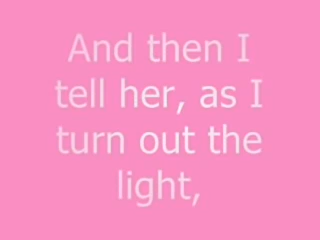 And then I
tell her, as I
turn out the
light,